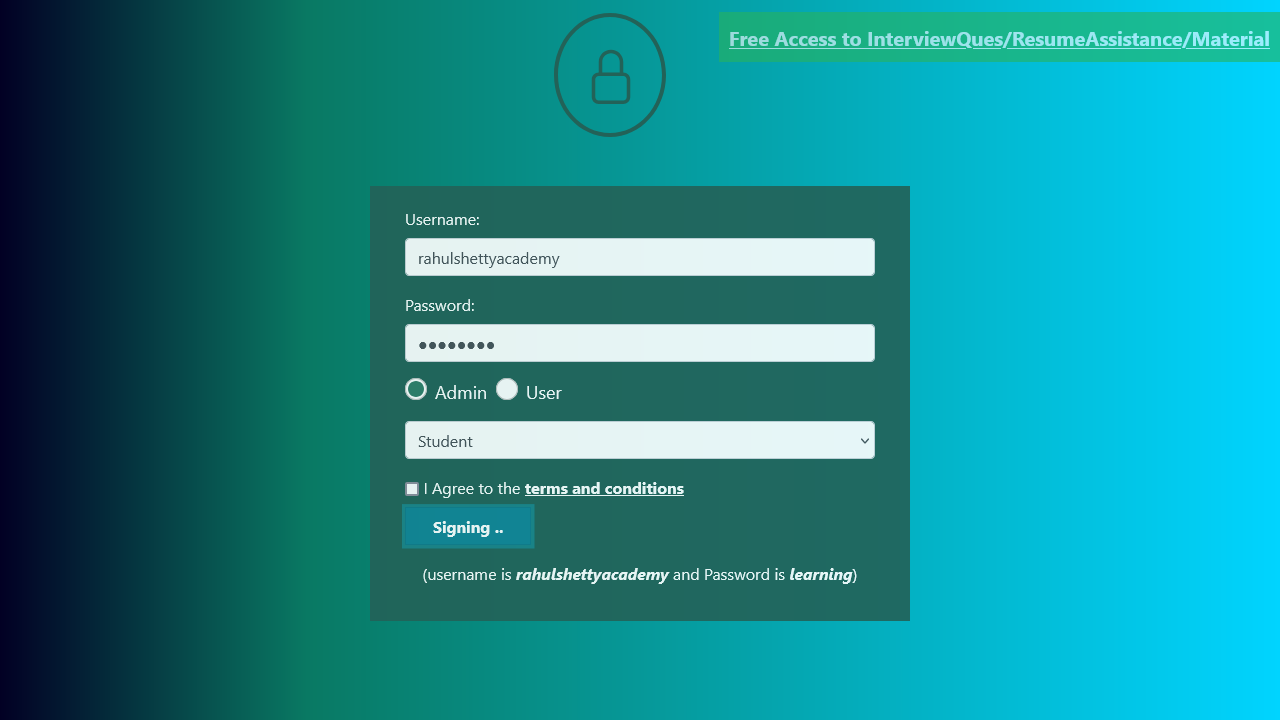 Free Access to InterviewQues/ResumeAssistance/Material
Username:
rahulshettyacademy
Password:
●●●●●●●●
Admin User
Student
I Agree to the terms and conditions
Signing ..
(username is rahulshettyacademy and Password is learning)